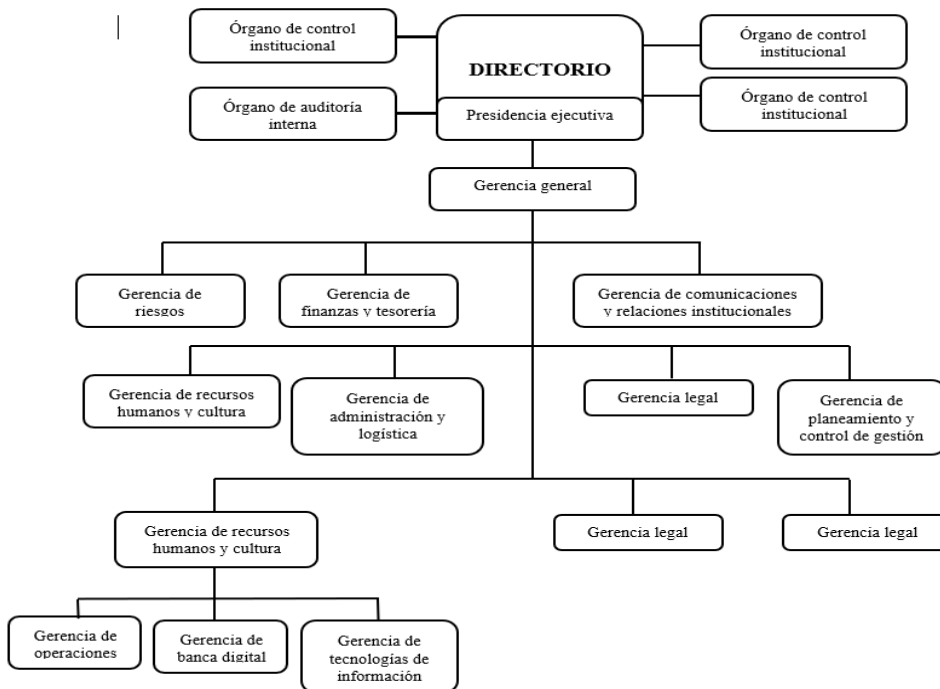 Órgano de control
institucional
Órgano de control
institucional
DIRECTORIO
Órgano de auditoría
interna
Presidencia ejecutiva
Órgano de control
institucional
Gerencia general
Gerencia de
riesgos
Gerencia de
finanzas y tesorería
Gerencia de comunicaciones
y relaciones institucionales
Gerencia de recursos
humanos y cultura
Gerencia de
administración y
logística
Gerencia legal
Gerencia de
planeamiento y
control de gestión
Gerencia de recursos
humanos y cultura
Gerencia legal
Gerencia legal
Gerencia de
operaciones
Gerencia de
banca digital
Gerencia de
tecnologías de
información